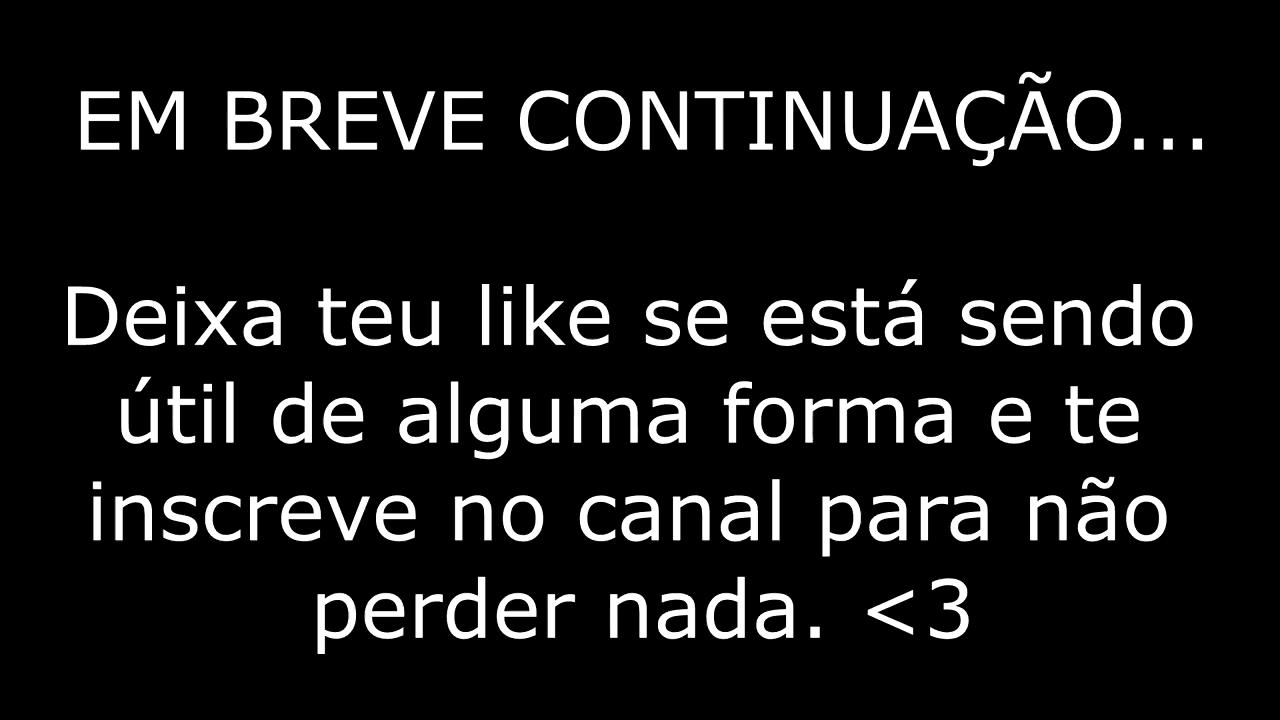 EM BREVE CONTINUAÇÃO...
Deixa teu like se está sendo
útil de alguma forma e te
inscreve no canal para não
perder nada. <3